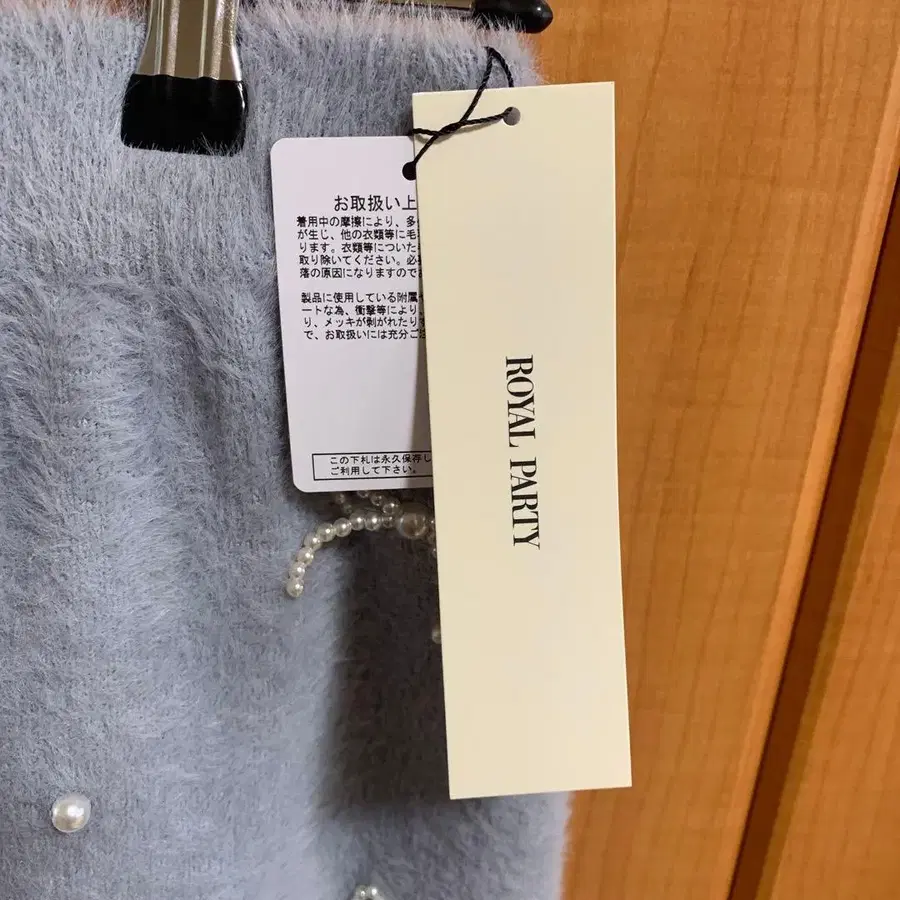 お取扱い上
着用中の摩擦により、多
が生じ、他の衣類等に毛
ります。衣類等についた
取り除いてください。必
落の原因になりますので
製品に使用している附属
ートな為、衝撃等により、
り、メッキが剥がれたり
で、お取扱いには充分ご
この下札は永久保存し
ご利用して下さい。
ROYAL PARTY